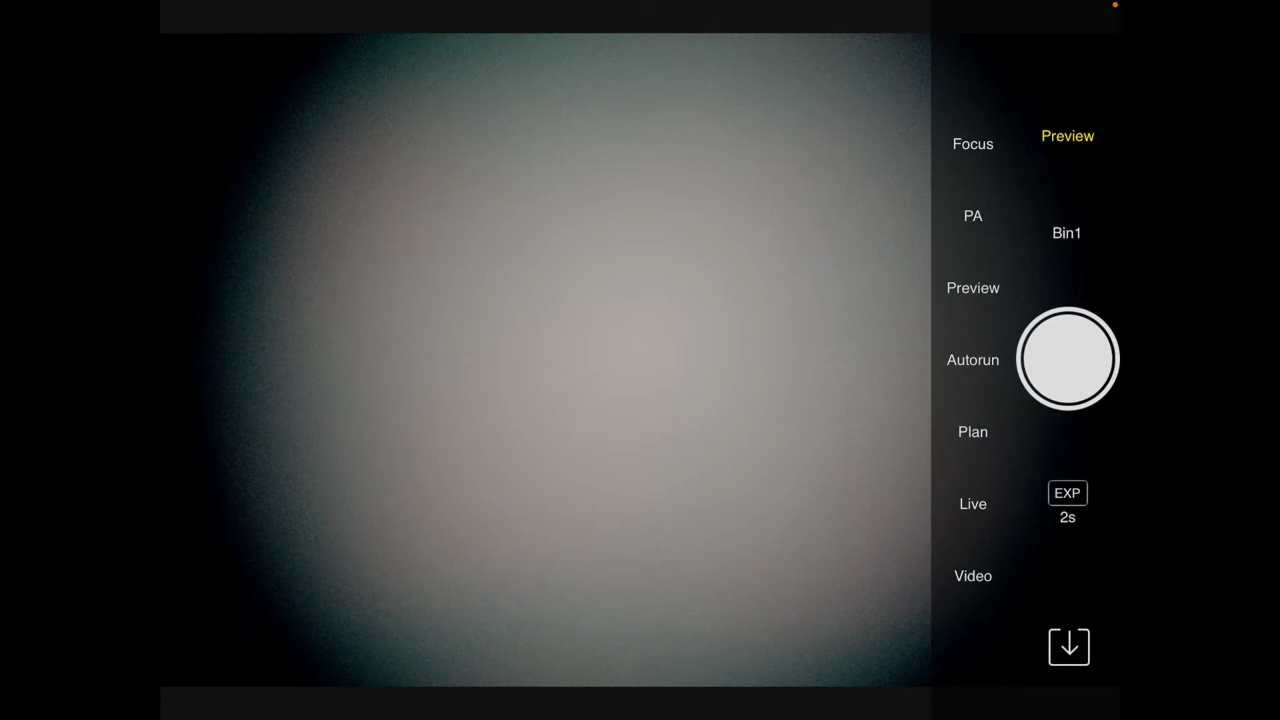 Focus
PA
Preview
Autorun
Plan
Live
Video
Preview
Bin1
EXP
2s